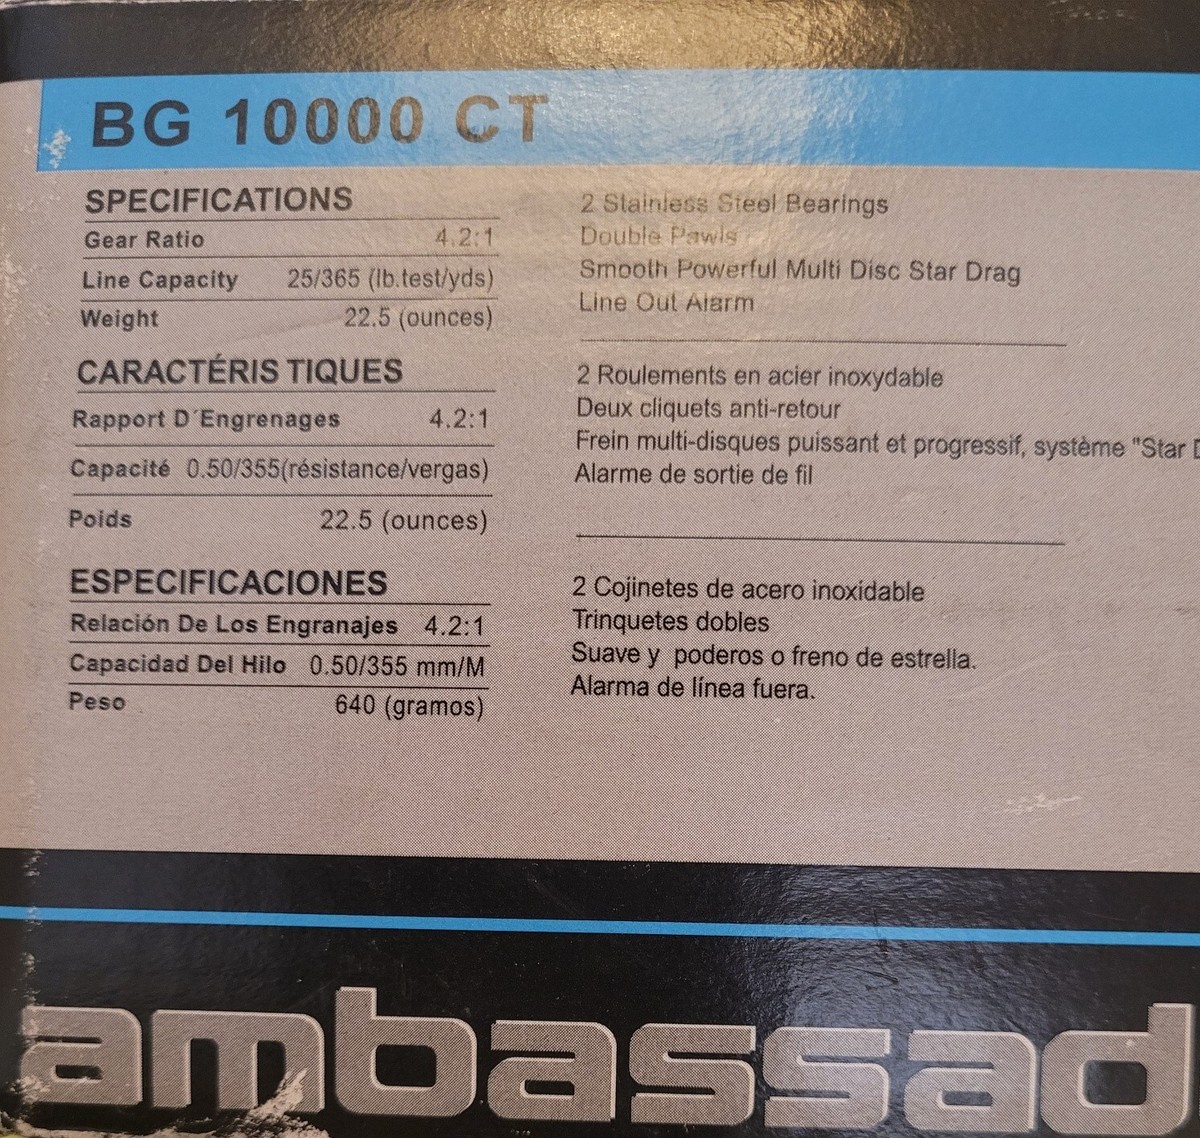 BG 10000 CT
SPECIFICATIONS
Gear Ratio 4.2:1
Line Capacity 25/365 (lb.test/yds)
Weight 22.5 (ounces)
2 Stainless Steel Bearings
Double Pawls
Smooth Powerful Multi Disc Star Drag
Line Out Alarm
CARACTÉRIS TIQUES
Rapport D´Engrenages 4.2:1
Capacité 0.50/355(résistance/vergas)
Poids 22.5 (ounces)
2 Roulements en acier inoxydable
Deux cliquets anti-retour
Frein multi-disques puissant et progressif, système "Star D
Alarme de sortie de fil
ESPECIFICACIONES
Relación De Los Engranajes 4.2:1
Capacidad Del Hilo 0.50/355 mm/M
Peso 640 (gramos)
2 Cojinetes de acero inoxidable
Trinquetes dobles
Suave y poderos o freno de estrella.
Alarma de línea fuera.
ambassad